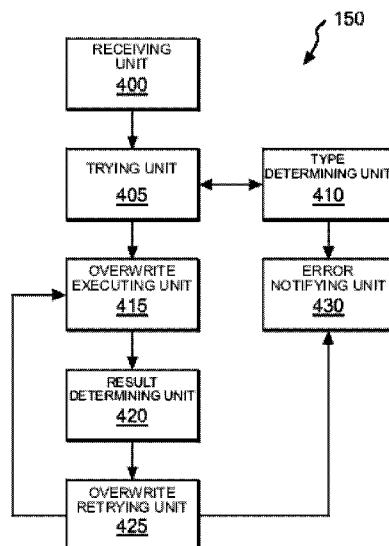 150
RECEIVING
UNIT
400
TRYING UNIT
405
TYPE
DETERMINING UNIT
410
OVERWRITE
EXECUTING UNIT
415
ERROR
NOTIFYING UNIT
430
RESULT
DETERMINING UNIT
420
OVERWRITE
RETRYING UNIT
425